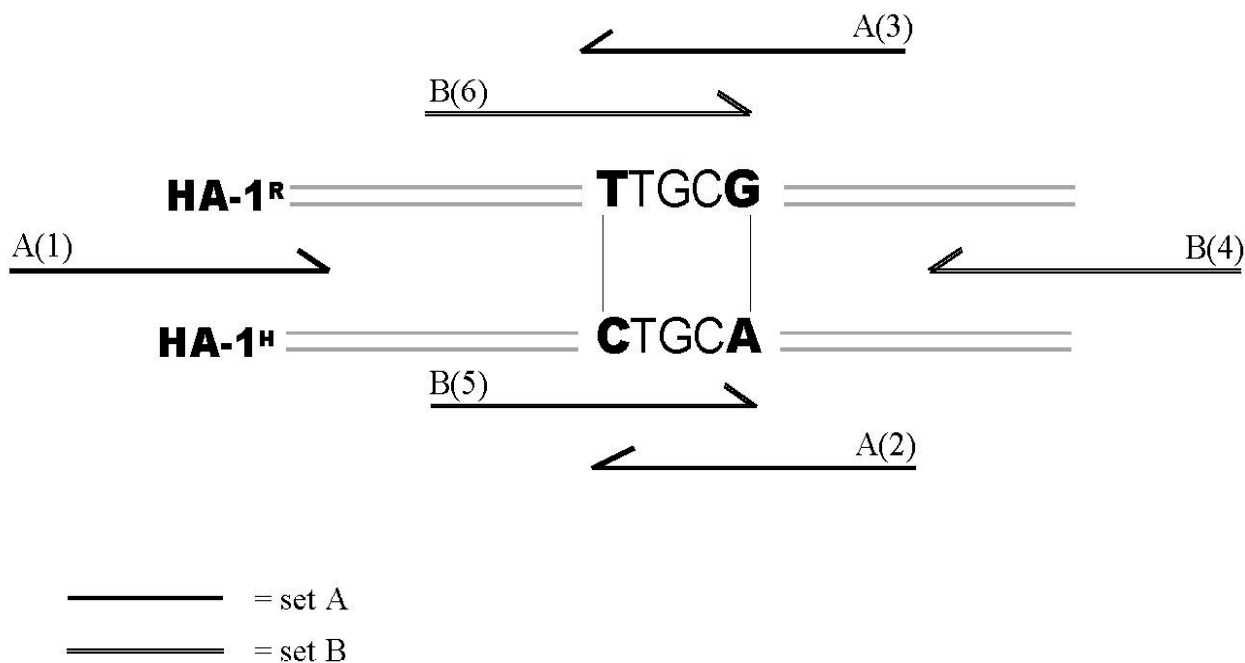 A(3)
B(6)
HA-1R TTGCG
A(1)
B(4)
HA-1H CTGCA
B(5)
A(2)
= set A
= set B